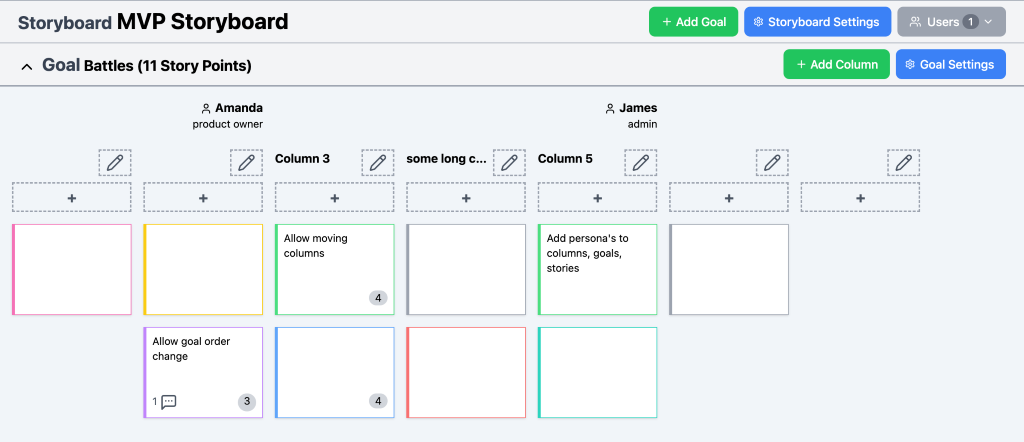 Storyboard MVP Storyboard
+ Add Goal
Storyboard Settings
Users 1
Goal Battles (11 Story Points)
+ Add Column
Goal Settings
Amanda
product owner
James
admin
Column 3
some long c...
Column 5
+ + + + + + +
Allow moving
columns
4
Add persona's to
columns, goals,
stories
Allow goal order
change
1
3
4